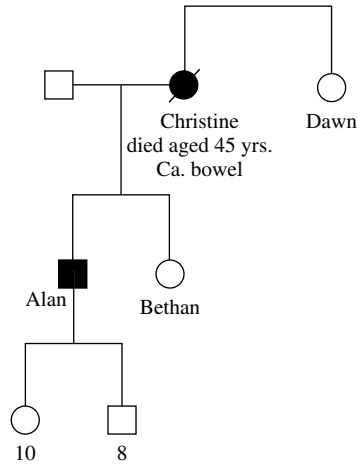 Christine
died aged 45 yrs.
Ca. bowel
Dawn
Alan
Bethan
10
8